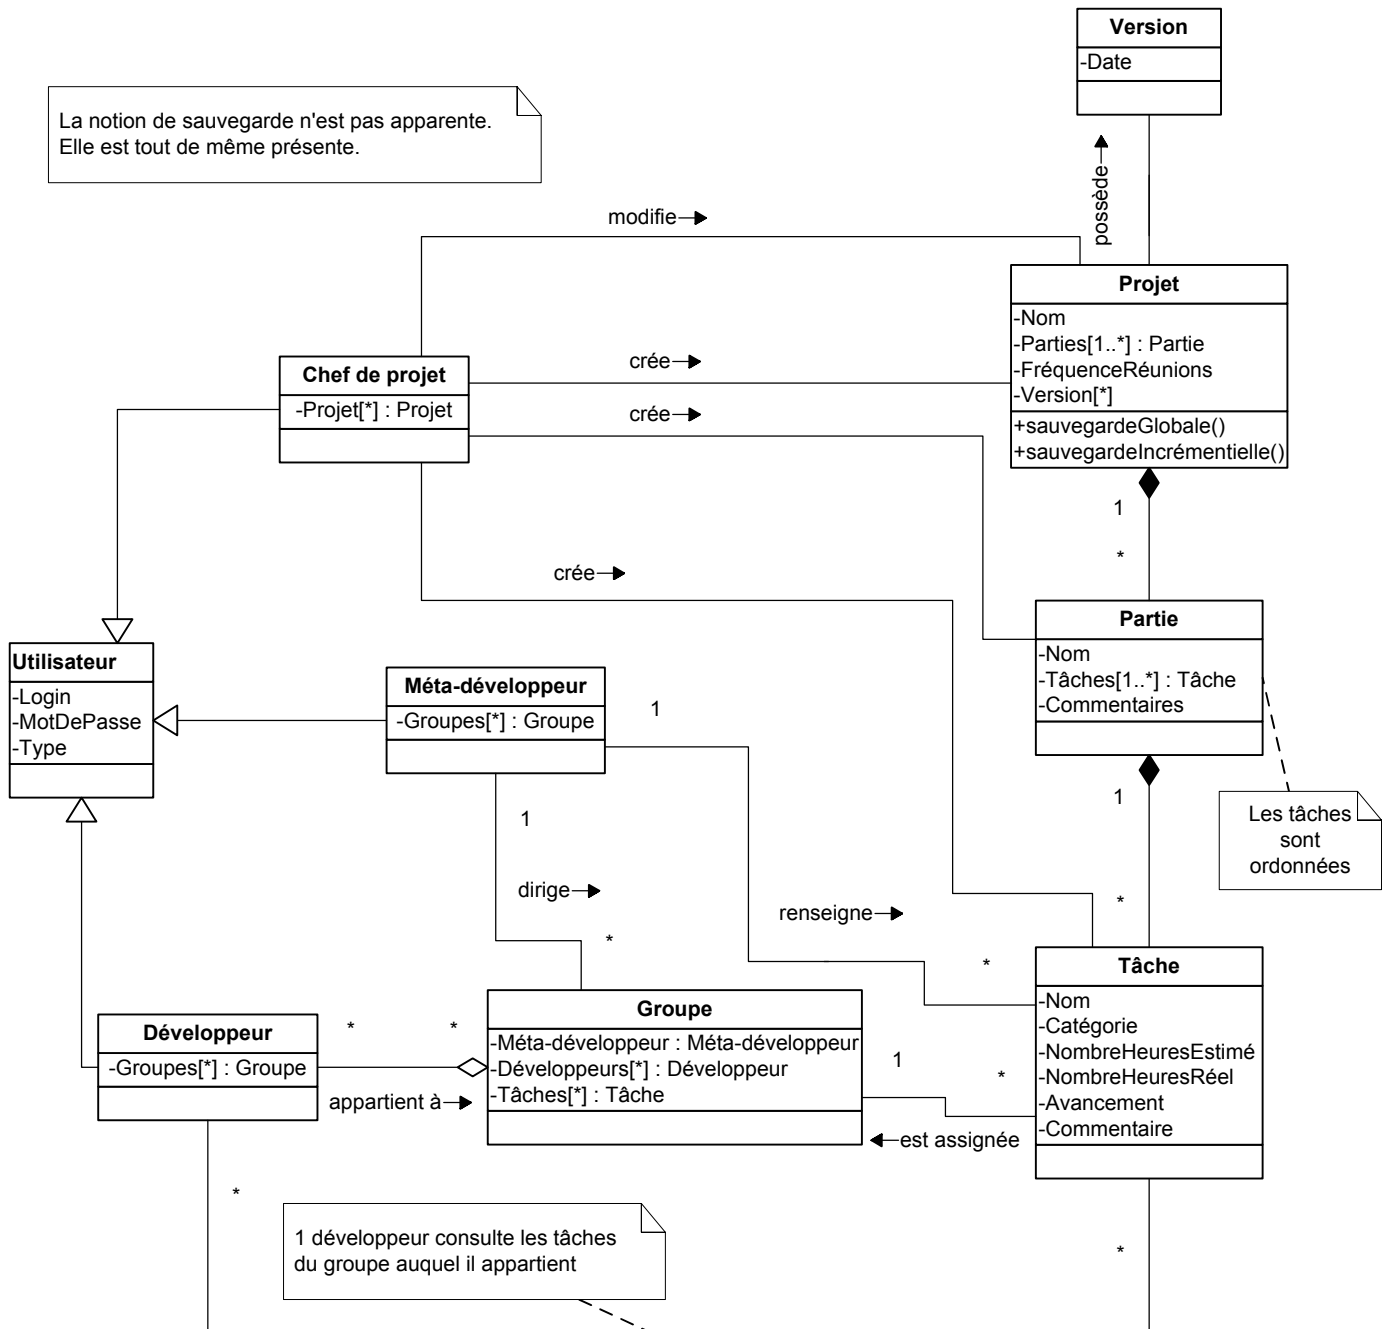 Version
-Date
La notion de sauvegarde n'est pas apparente.
Elle est tout de même présente.
possède
modifie
Projet
-Nom
-Parties[1..*] : Partie
-FréquenceRéunions
-Version[*]
+sauvegardeGlobale()
+sauvegardeIncrémentielle()
Chef de projet
-Projet[*] : Projet
crée
crée
1
*
crée
Partie
-Nom
-Tâches[1..*] : Tâche
-Commentaires
Utilisateur
-Login
-MotDePasse
-Type
Méta-développeur
-Groupes[*] : Groupe
1
1
1
Les tâches
sont
ordonnées
dirige
*
renseigne
*
*
Tâche
-Nom
-Catégorie
-NombreHeuresEstimé
-NombreHeuresRéel
-Avancement
-Commentaire
Groupe
-Méta-développeur : Méta-développeur
-Développeurs[*] : Développeur
-Tâches[*] : Tâche
1
*
est assignée
Développeur
-Groupes[*] : Groupe
*
*
appartient à
*
1 développeur consulte les tâches
du groupe auquel il appartient
*